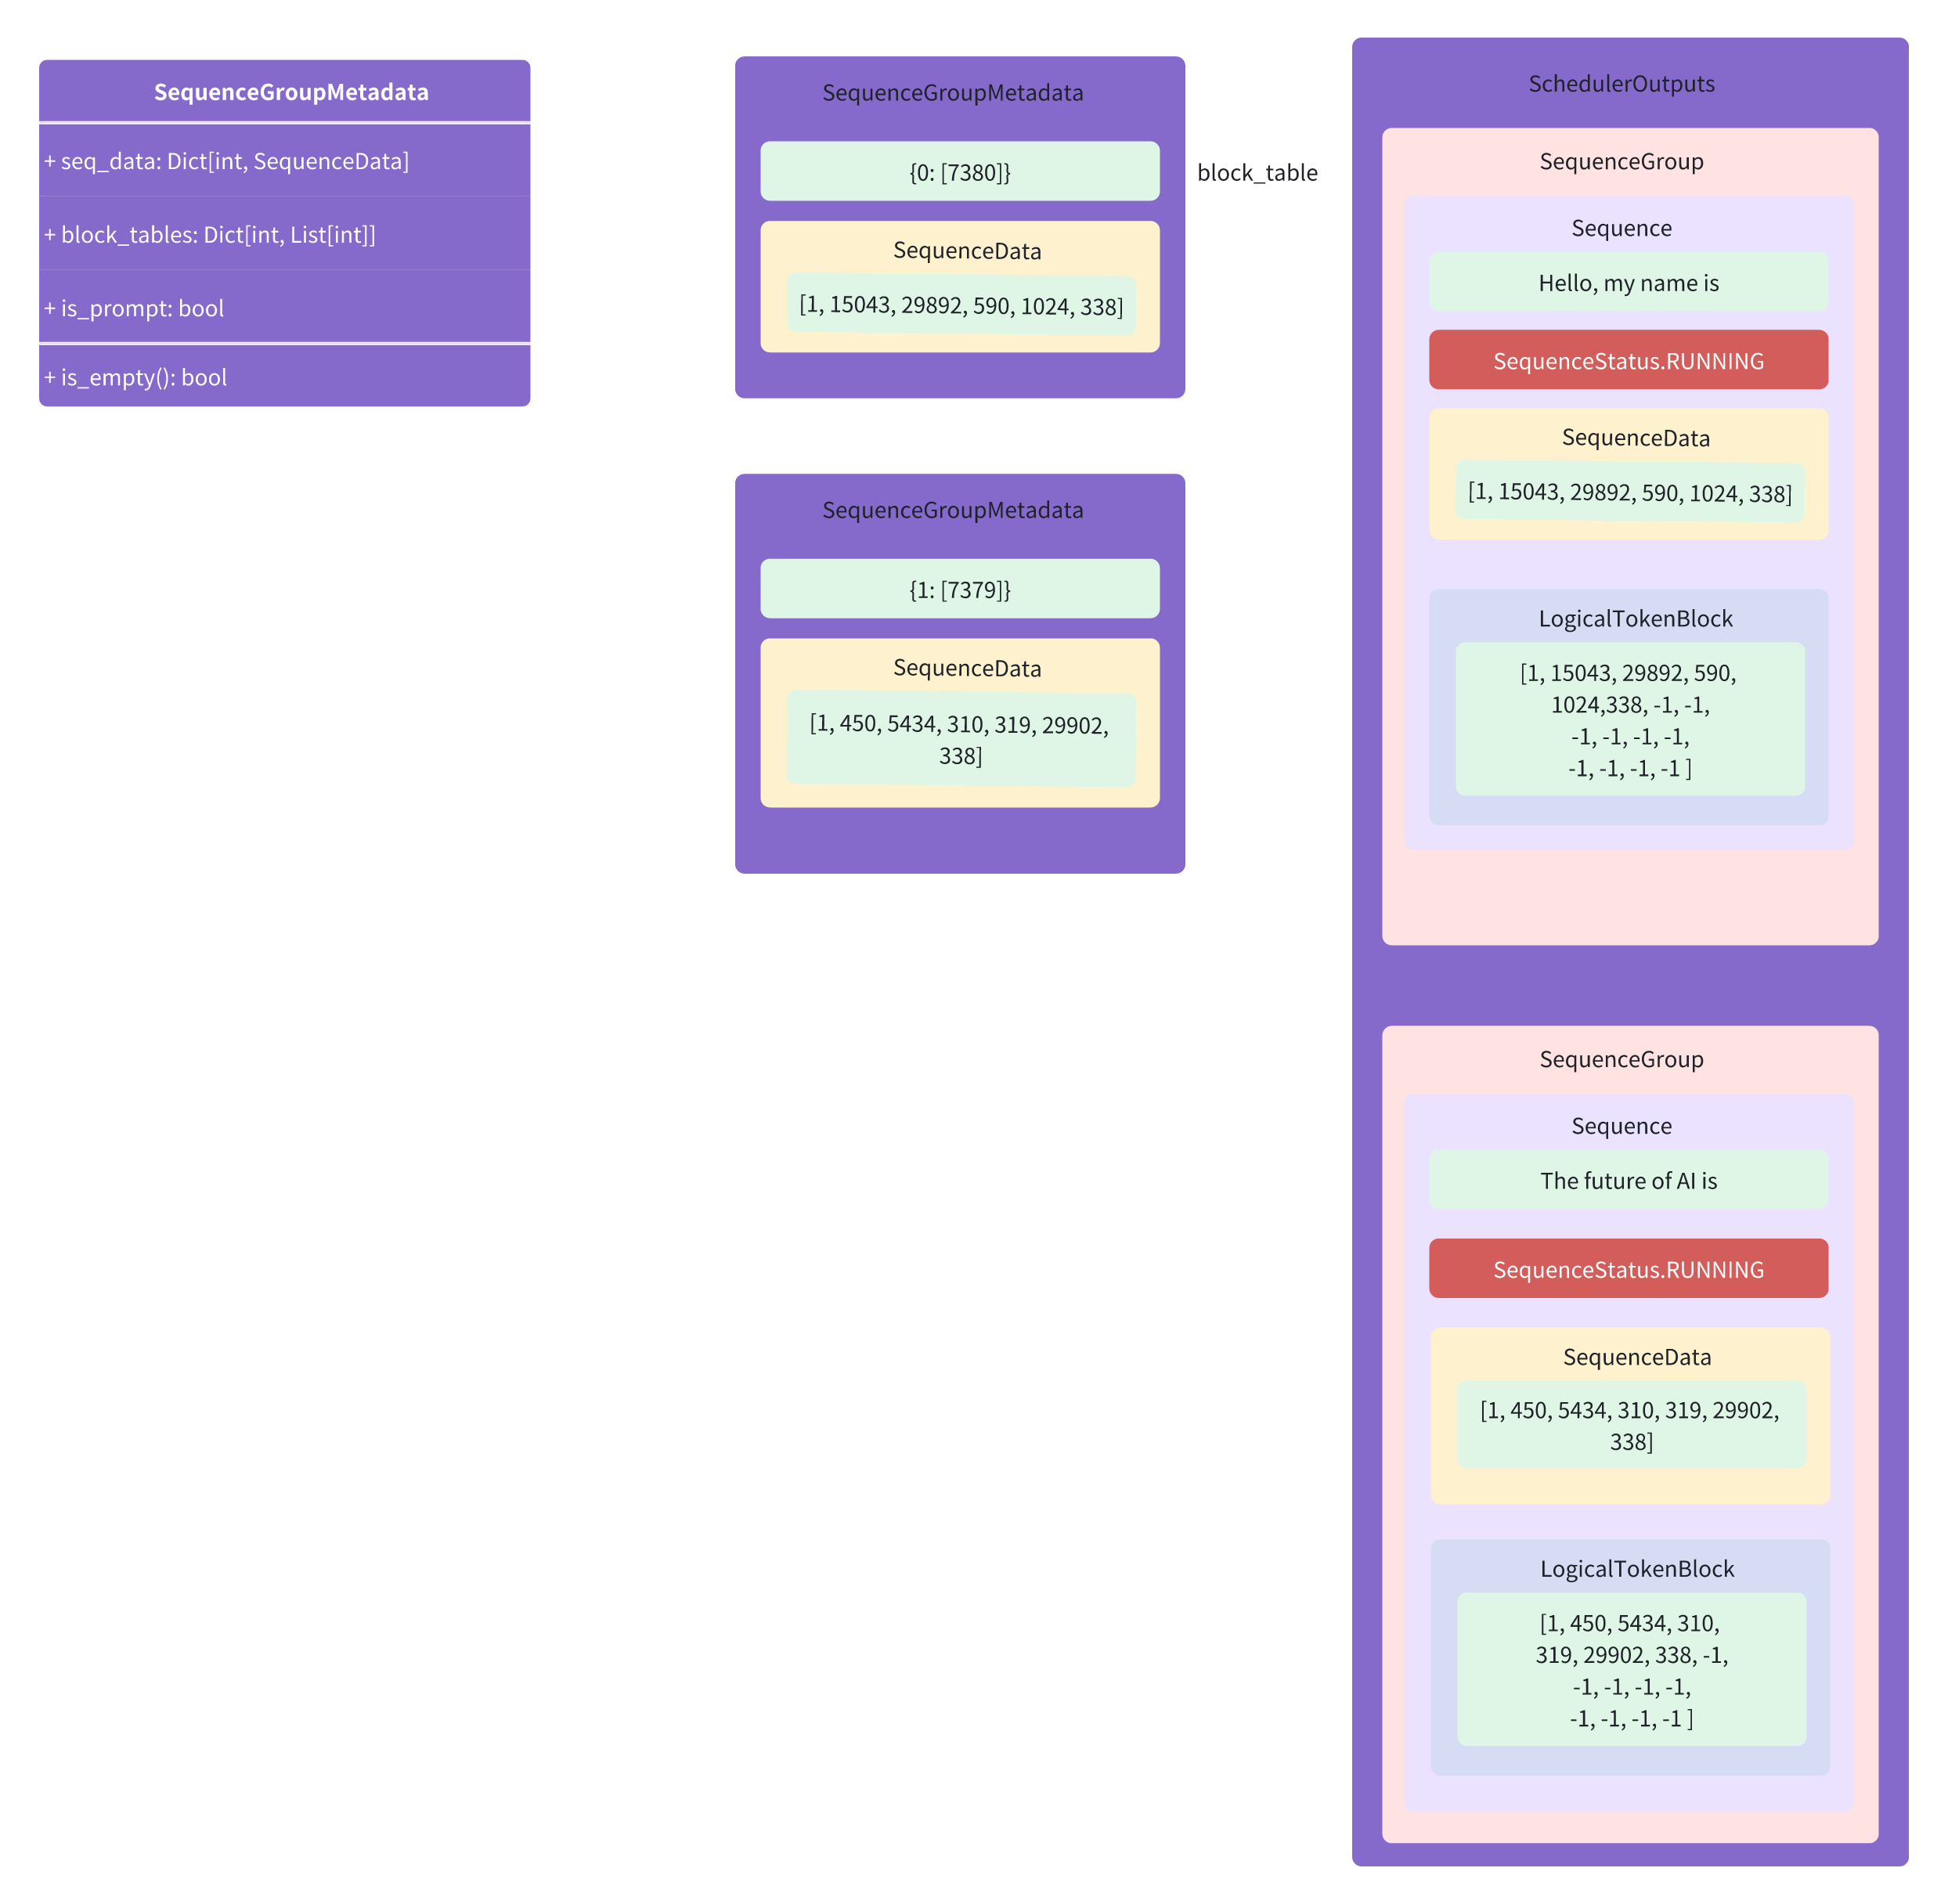 SequenceGroupMetadata
+ seq_data: Dict[int, SequenceData]
+ block_tables: Dict[int, List[int]]
+ is_prompt: bool
+ is_empty(): bool
SequenceGroupMetadata
{0: [7380]}
block_table
SequenceData
[1, 15043, 29892, 590, 1024, 338]
SequenceGroupMetadata
{1: [7379]}
SequenceData
[1, 450, 5434, 310, 319, 29902,
338]
SchedulerOutputs
SequenceGroup
Sequence
Hello, my name is
SequenceStatus.RUNNING
SequenceData
[1, 15043, 29892, 590, 1024, 338]
LogicalTokenBlock
[1, 15043, 29892, 590,
1024,338, -1, -1,
-1, -1, -1, -1,
-1, -1, -1, -1 ]
SequenceGroup
Sequence
The future of AI is
SequenceStatus.RUNNING
SequenceData
[1, 450, 5434, 310, 319, 29902,
338]
LogicalTokenBlock
[1, 450, 5434, 310,
319, 29902, 338, -1,
-1, -1, -1, -1,
-1, -1, -1, -1 ]